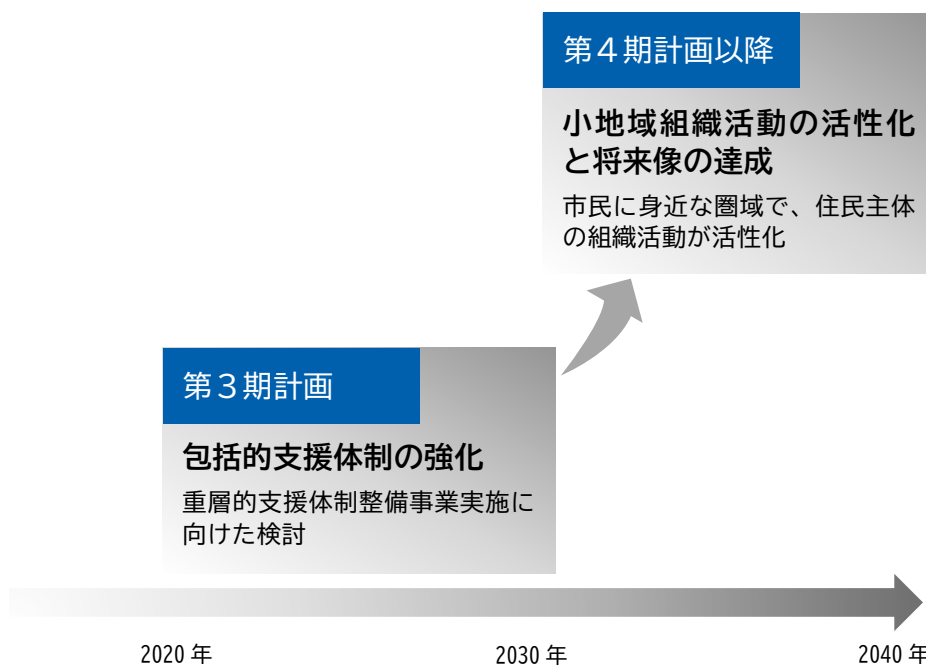 第４期計画以降
小地域組織活動の活性化
と将来像の達成
市民に身近な圏域で、住民主体
の組織活動が活性化
第３期計画
包括的支援体制の強化
重層的支援体制整備事業実施に
向けた検討
2020 年
2030 年
2040 年